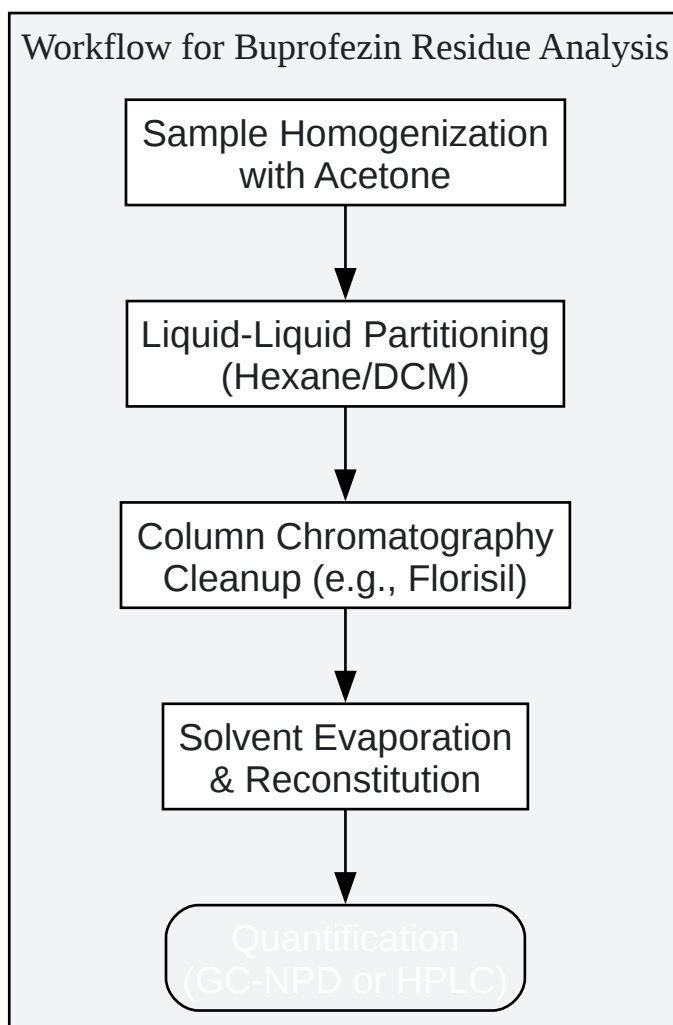 Workflow for Buprofezin Residue Analysis
Sample Homogenization
with Acetone
Liquid-Liquid Partitioning
(Hexane/DCM)
Column Chromatography
Cleanup (e.g., Florisil)
Solvent Evaporation
& Reconstitution
Quantification
(GC-NPD or HPLC)